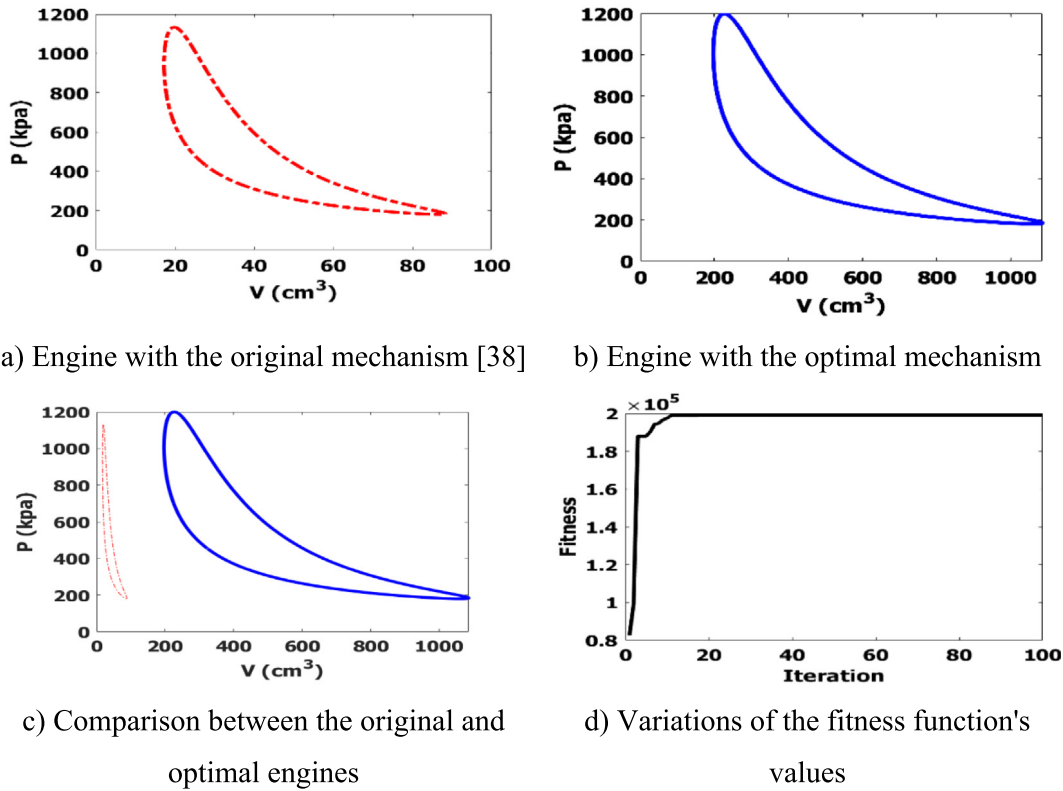 1200
1000
800
600
400
200
0
P (kpa)
0 20 40 60 80 100
V (cm³)
a) Engine with the original mechanism [38]
1200
1000
800
600
400
200
0
P (kpa)
0 200 400 600 800 1000
V (cm³)
b) Engine with the optimal mechanism
1200
1000
800
600
400
200
0
P (kpa)
0 200 400 600 800 1000
V (cm³)
c) Comparison between the original and
optimal engines
× 10⁵
2
1.8
1.6
1.4
1.2
1
0.8
Fitness
0 20 40 60 80 100
Iteration
d) Variations of the fitness function's
values